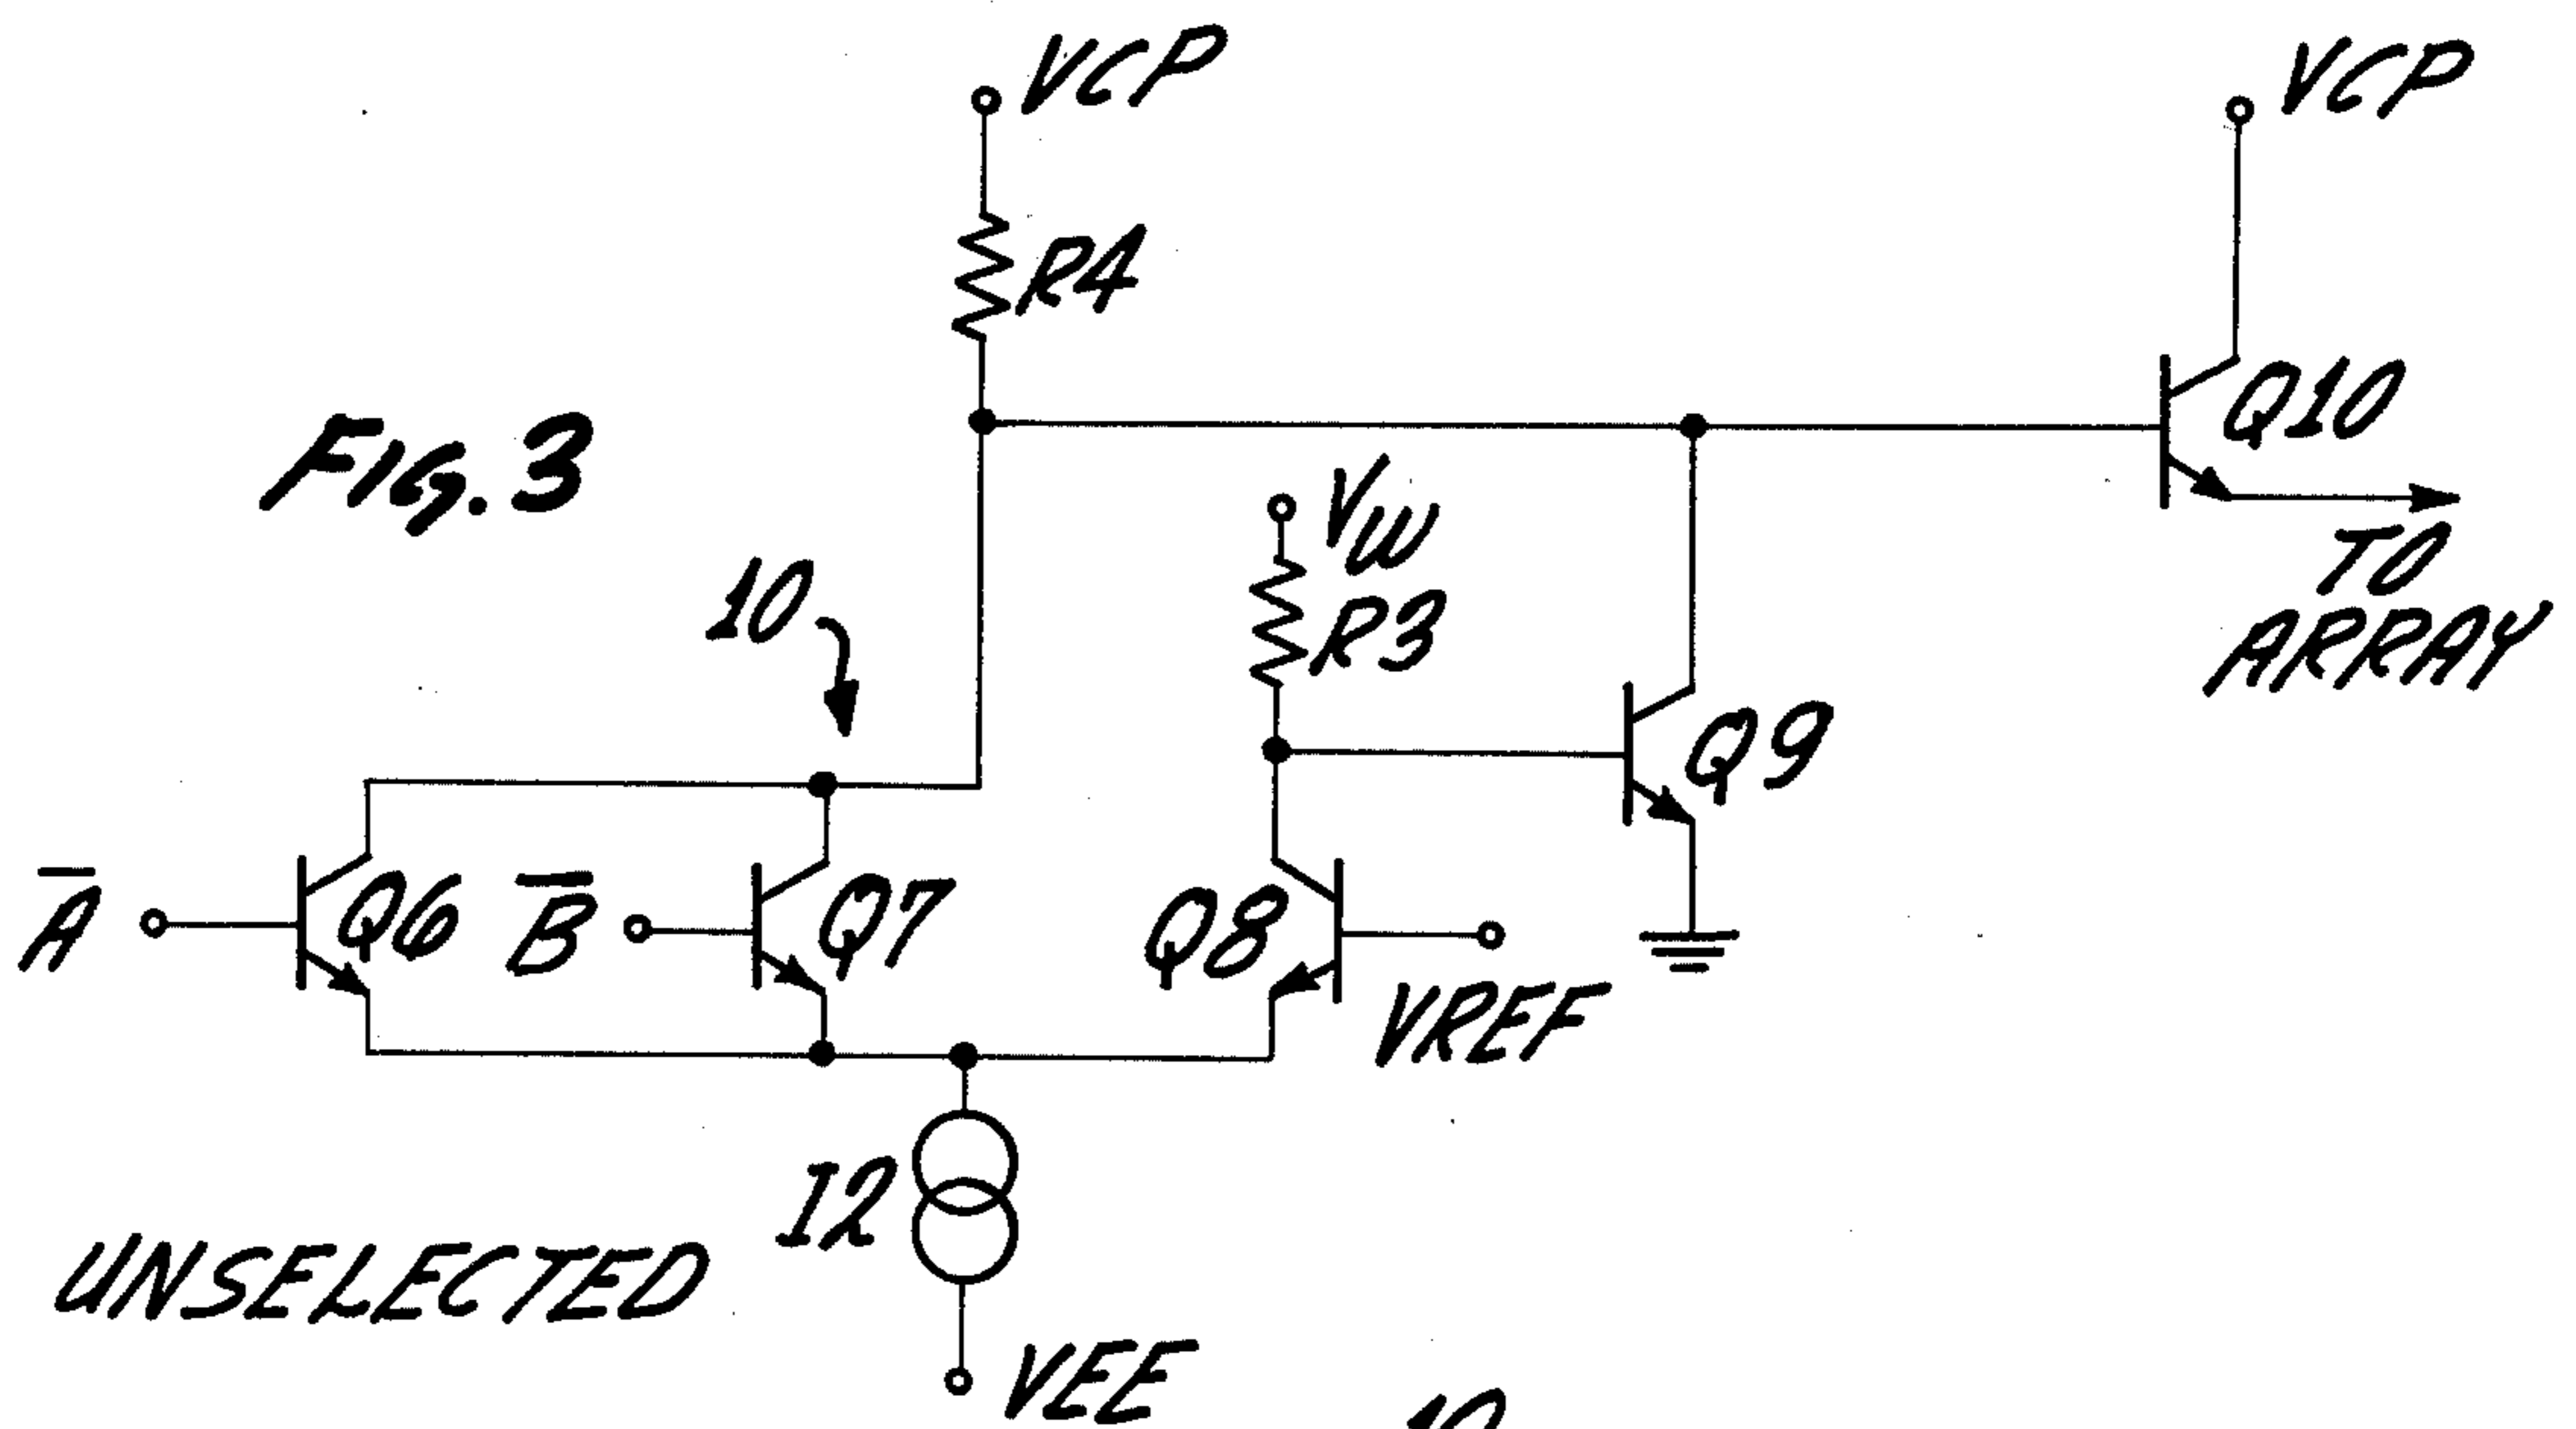 VCP
VCP
R4
Q10
FIG. 3
VW
TO
ARRAY
10
R3
Q9
A̅
Q6
B̅
Q7
Q8
VREF
I2
UNSELECTED
VEE